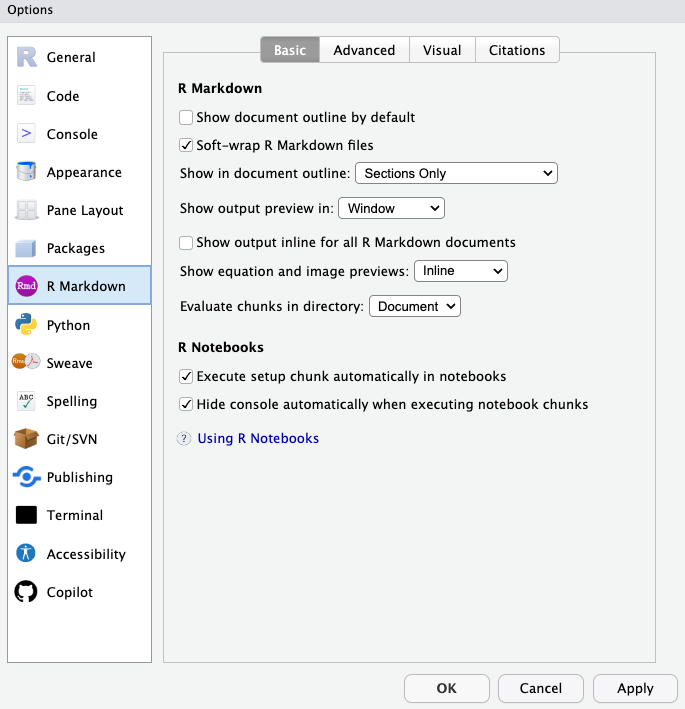 Options
General
Code
Console
Appearance
Pane Layout
Packages
Rmd
R Markdown
Python
Sweave
ABC
Spelling
Git/SVN
Publishing
Terminal
Accessibility
Copilot
Basic
Advanced
Visual
Citations
R Markdown
Show document outline by default
Soft-wrap R Markdown files
Show in document outline: Sections Only
Show output preview in: Window
Show output inline for all R Markdown documents
Show equation and image previews: Inline
Evaluate chunks in directory: Document
R Notebooks
Execute setup chunk automatically in notebooks
Hide console automatically when executing notebook chunks
? Using R Notebooks
OK
Cancel
Apply